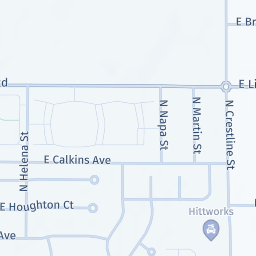 E Br
d
E Li
N Napa St
N Martin St
N Crestline St
N Helena St
E Calkins Ave
E Houghton Ct
Hittworks
Ave